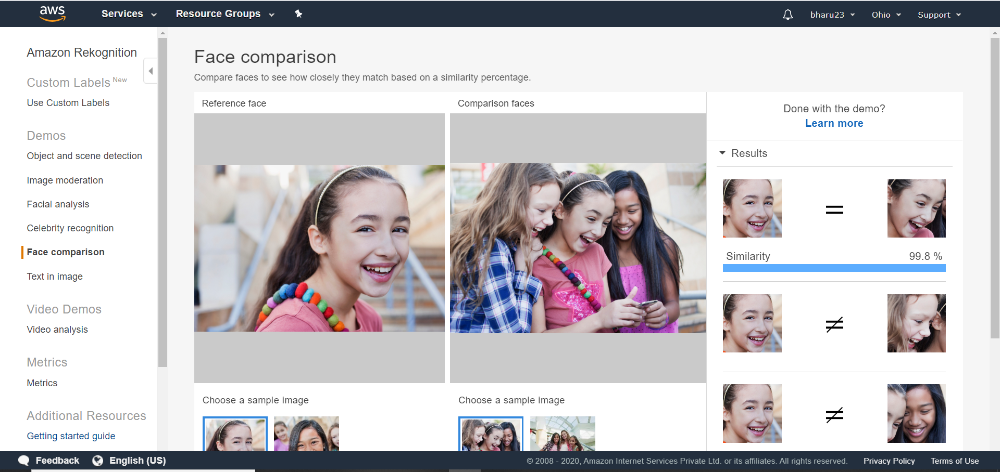 aws
Services
Resource Groups
bharu23
Ohio
Support
Amazon Rekognition
Custom Labels New
Use Custom Labels
Demos
Object and scene detection
Image moderation
Facial analysis
Celebrity recognition
Face comparison
Text in image
Video Demos
Video analysis
Metrics
Metrics
Additional Resources
Getting started guide
Face comparison
Compare faces to see how closely they match based on a similarity percentage.
Reference face
Comparison faces
Choose a sample image
Choose a sample image
Done with the demo?
Learn more
Results
=
Similarity
99.8 %
≠
≠
Feedback
English (US)
© 2008 - 2020, Amazon Internet Services Private Ltd. or its affiliates. All rights reserved.
Privacy Policy
Terms of Use